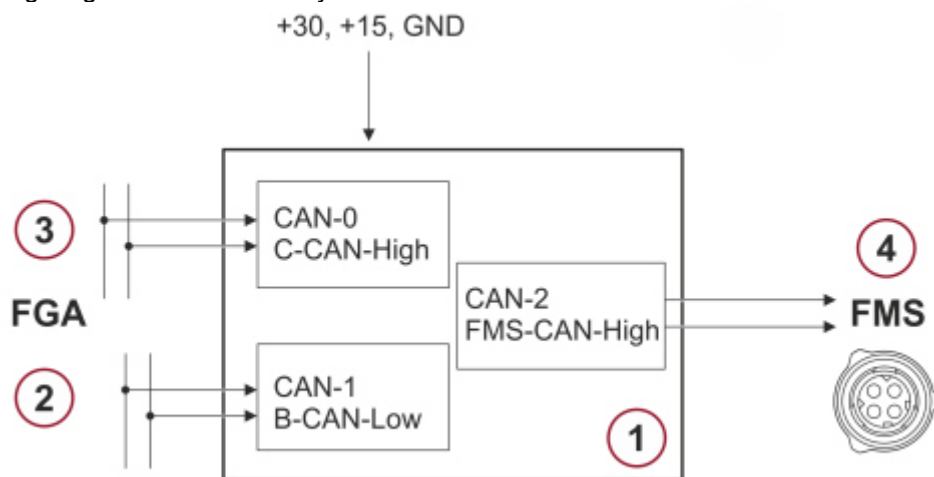 +30, +15, GND
3
CAN-0
C-CAN-High
4
FGA
CAN-2
FMS-CAN-High
FMS
2
CAN-1
B-CAN-Low
1